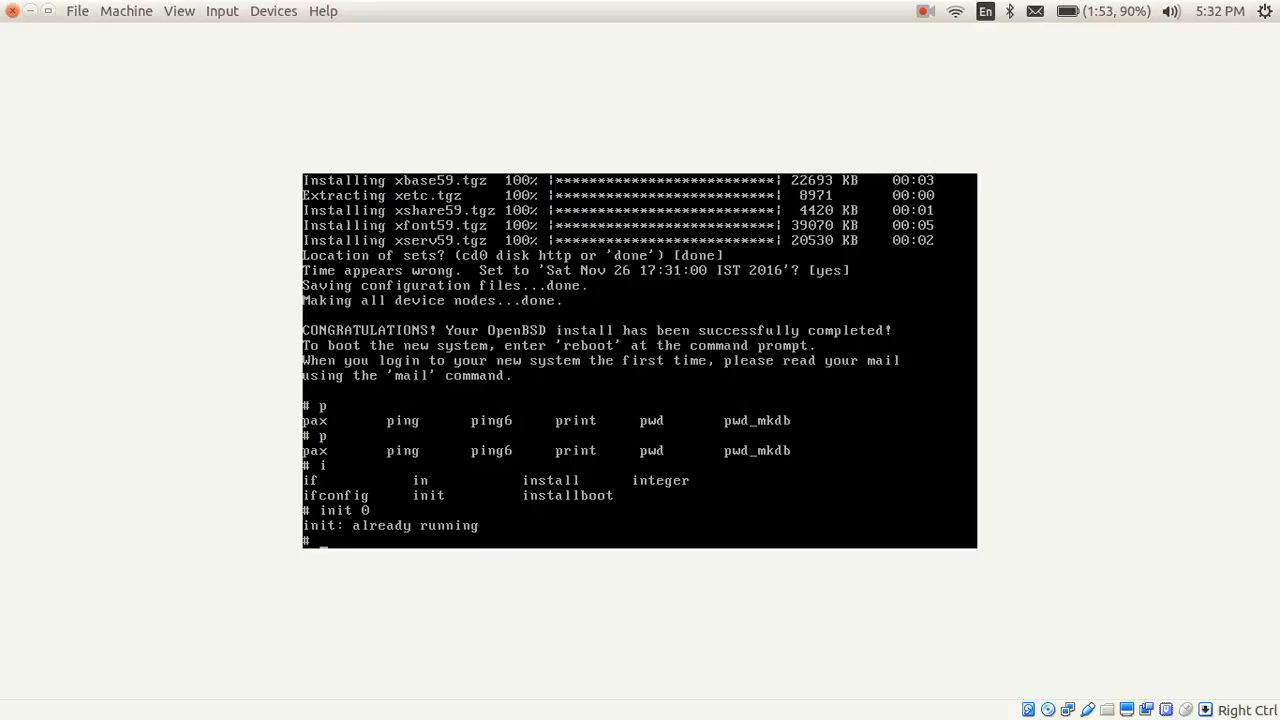 File Machine View Input Devices Help En (1:53, 90%) 5:32 PM
Installing xbase59.tgz 100% |**************************| 22693 KB 00:03
Extracting xetc.tgz 100% |**************************| 8971 00:00
Installing xshare59.tgz 100% |**************************| 4420 KB 00:01
Installing xfont59.tgz 100% |**************************| 39070 KB 00:05
Installing xserv59.tgz 100% |**************************| 20530 KB 00:02
Location of sets? (cd0 disk http or 'done') [done]
Time appears wrong.  Set to 'Sat Nov 26 17:31:00 IST 2016'? [yes]
Saving configuration files...done.
Making all device nodes...done.
CONGRATULATIONS! Your OpenBSD install has been successfully completed!
To boot the new system, enter 'reboot' at the command prompt.
When you login to your new system the first time, please read your mail
using the 'mail' command.
# p
pax ping ping6 print pwd pwd_mkdb
# p
pax ping ping6 print pwd pwd_mkdb
# i
if in install integer
ifconfig init installboot
# init 0
init: already running
# _
Right Ctrl